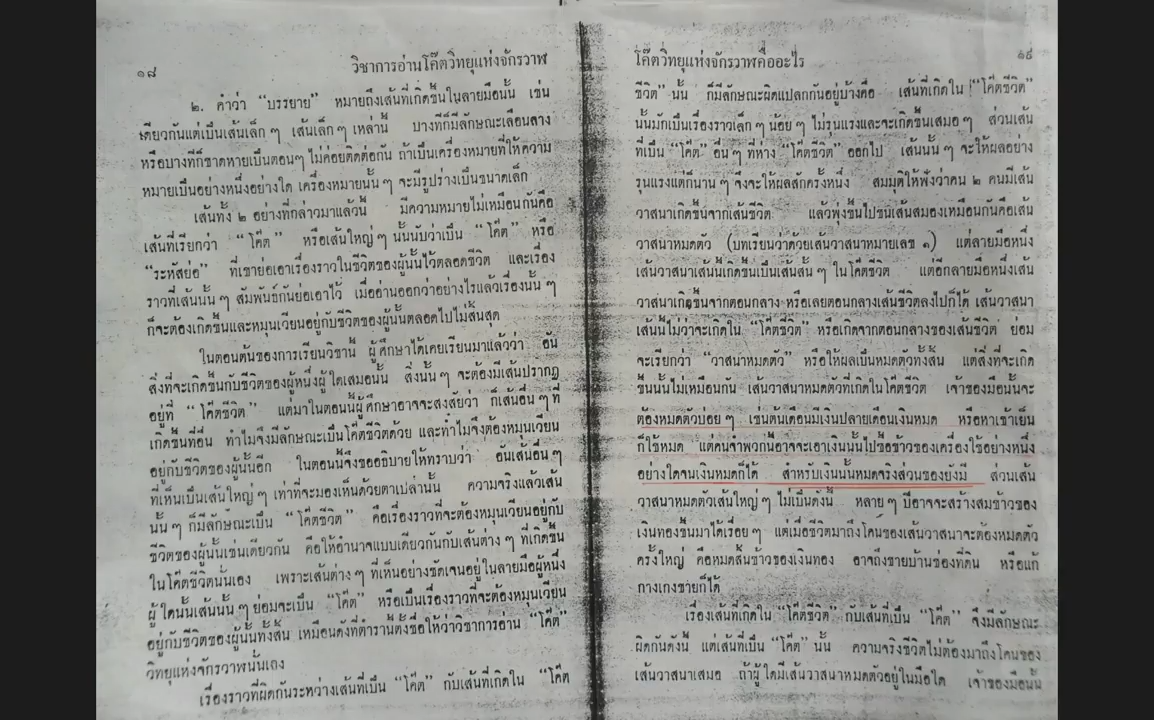 ๑๘
วิชาการอ่านโค๊ตวิทยุแห่งจักรวาฬ
๒. คำว่า “บรรยาย” หมายถึงเส้นที่เกิดขึ้นในลายมือนั้น เช่น
เดียวกันแต่เป็นเส้นเล็ก ๆ เส้นเล็ก ๆ เหล่านี้ บางทีก็มีลักษณะเลือนลาง
หรือบางทีก็ขาดหายเป็นตอนๆ ไม่ค่อยติดต่อกัน ถ้าเป็นเครื่องหมายที่ให้ความ
หมายเป็นอย่างหนึ่งอย่างใด เครื่องหมายนั้น ๆ จะมีรูปร่างเป็นขนาดเล็ก
เส้นทั้ง ๒ อย่างที่กล่าวมาแล้วนี้ มีความหมายไม่เหมือนกันคือ
เส้นที่เรียกว่า “โค๊ต” หรือเส้นใหญ่ ๆ นั้นนับว่าเป็น “โค๊ต” หรือ
“ระหัสย่อ” ที่เขาย่อเอาเรื่องราวในชีวิตของผู้นั้นไว้ตลอดชีวิต และเรื่อง
ราวที่เส้นนั้น ๆ สัมพันธ์กันย่อเอาไว้ เมื่ออ่านออกว่าอย่างไรแล้วเรื่องนั้น ๆ
ก็จะต้องเกิดขึ้นและหมุนเวียนอยู่กับชีวิตของผู้นั้นตลอดไปไม่สิ้นสุด
ในตอนต้นของการเรียนวิชานี้ ผู้ศึกษาได้เคยเรียนมาแล้วว่า อัน
สิ่งที่จะเกิดขึ้นกับชีวิตของผู้หนึ่งผู้ใดเสมอนั้น สิ่งนั้น ๆ จะต้องมีเส้นปรากฏ
อยู่ที่ “โค๊ตชีวิต” แต่มาในตอนนี้ผู้ศึกษาอาจจะสงสัยว่า ก็เส้นอื่น ๆ ที่
เกิดขึ้นที่อื่น ทำไมจึงมีลักษณะเป็นโค๊ตชีวิตด้วย และทำไมจึงต้องหมุนเวียน
อยู่กับชีวิตของผู้นั้นอีก ในตอนนี้จึงขออธิบายให้ทราบว่า อันเส้นอื่น ๆ
ที่เห็นเป็นเส้นใหญ่ ๆ เท่าที่จะมองเห็นด้วยตาเปล่านั้น ความจริงแล้วเส้น
นั้น ๆ ก็มีลักษณะเป็น “โค๊ตชีวิต” คือเรื่องราวที่จะต้องหมุนเวียนอยู่กับ
ชีวิตของผู้นั้นเช่นเดียวกัน คือให้อำนาจแบบเดียวกันกับเส้นต่าง ๆ ที่เกิดขึ้น
ในโค๊ตชีวิตนั่นเอง เพราะเส้นต่าง ๆ ที่เห็นอย่างชัดเจนอยู่ในลายมือผู้หนึ่ง
ผู้ใดนั้นเส้นนั้น ๆ ย่อมจะเป็น “โค๊ต” หรือเป็นเรื่องราวที่จะต้องหมุนเวียน
อยู่กับชีวิตของผู้นั้นทั้งสิ้น เหมือนดังที่ตำรานี้ตั้งชื่อให้ว่าวิชาการอ่าน “โค๊ต”
วิทยุแห่งจักรวาฬนั่นเถง
เรื่องราวที่ผิดกันระหว่างเส้นที่เป็น “โค๊ต” กับเส้นที่เกิดใน “โค๊ต
โค๊ตวิทยุแห่งจักรวาฬคืออะไร
๑๙
ชีวิต” นั้น ก็มีลักษณะผิดแปลกกันอยู่บ้างคือ เส้นที่เกิดใน “โค๊ตชีวิต”
นั้นมักเป็นเรื่องราวเล็ก ๆ น้อย ๆ ไม่รุนแรงและจะเกิดขึ้นเสมอ ๆ ส่วนเส้น
ที่เป็น “โค๊ต” อื่น ๆ ที่ห่าง “โค๊ตชีวิต” ออกไป เส้นนั้น ๆ จะให้ผลอย่าง
รุนแรงแต่ก็นาน ๆ จึงจะให้ผลสักครั้งหนึ่ง สมมุติให้ฟังว่าคน ๒ คนมีเส้น
วาสนาเกิดขึ้นจากเส้นชีวิต แล้วพุ่งขึ้นไปชนเส้นสมองเหมือนกันคือเส้น
วาสนาหมดตัว (บทเรียนว่าด้วยเส้นวาสนาหมายเลข ๑) แต่ลายมือหนึ่ง
เส้นวาสนาเส้นนี้เกิดขึ้นเป็นเส้นสั้น ๆ ในโค๊ตชีวิต แต่อีกลายมือหนึ่งเส้น
วาสนาเกิดขึ้นจากตอนกลาง หรือเลยตอนกลางเส้นชีวิตลงไปก็ได้ เส้นวาสนา
เส้นนี้ไม่ว่าจะเกิดใน “โค๊ตชีวิต” หรือเกิดจากตอนกลางของเส้นชีวิต ย่อม
จะเรียกว่า “วาสนาหมดตัว” หรือให้ผลเป็นหมดตัวทั้งสิ้น แต่สิ่งที่จะเกิด
ขึ้นนั้นไม่เหมือนกัน เส้นวาสนาหมดตัวที่เกิดในโค๊ตชีวิต เจ้าของมือนั้นจะ
ต้องหมดตัวบ่อย ๆ เช่นต้นเดือนมีเงินปลายเดือนเงินหมด หรือหาเช้าเย็น
ก็ใช้หมด แต่คนจำพวกนี้อาจจะเอาเงินนั้นไปซื้อข้าวของเครื่องใช้อย่างหนึ่ง
อย่างใดจนเงินหมดก็ได้ สำหรับเงินนั้นหมดจริงส่วนของยังมี ส่วนเส้น
วาสนาหมดตัวเส้นใหญ่ ๆ ไม่เป็นดังนี้ หลาย ๆ ปีอาจจะสร้างสมข้าวของ
เงินทองขึ้นมาได้เรื่อย ๆ แต่เมื่อชีวิตมาถึงโคนของเส้นวาสนาจะต้องหมดตัว
ครั้งใหญ่ คือหมดสิ้นข้าวของเงินทอง อาจถึงขายบ้านของที่ดิน หรือแก้
กางเกงขายก็ได้
เรื่องเส้นที่เกิดใน “โค๊ตชีวิต” กับเส้นที่เป็น “โค๊ต” จึงมีลักษณะ
ผิดกันดังนี้ แต่เส้นที่เป็น “โค๊ต” นั้น ความจริงชีวิตไม่ต้องมาถึงโคนของ
เส้นวาสนาเสมอ ถ้าผู้ใดมีเส้นวาสนาหมดตัวอยู่ในมือใด เจ้าของมือนั้น